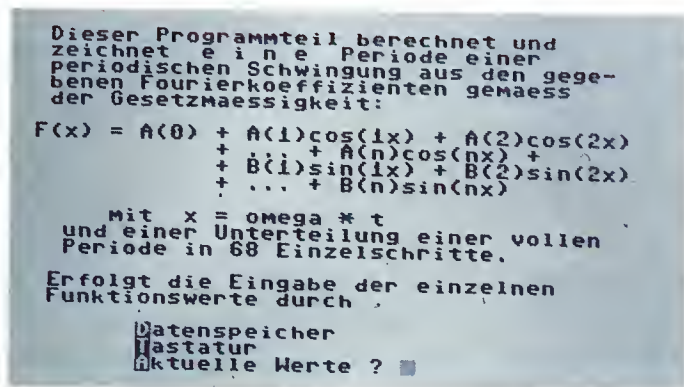 Dieser Programmteil berechnet und
zeichnet e i n e Periode einer
periodischen Schwingung aus den gege-
benen Fourierkoeffizienten gemaess
der Gesetzmaessigkeit:
F(x) = A(0) + A(1)cos(1x) + A(2)cos(2x)
+ ... + A(n)cos(nx) +
+ B(1)sin(1x) + B(2)sin(2x)
+ ... + B(n)sin(nx)
mit x = omega * t
und einer Unterteilung einer vollen
Periode in 68 Einzelschritte.
Erfolgt die Eingabe der einzelnen
Funktionswerte durch
Datenspeicher
Tastatur
Aktuelle Werte ?